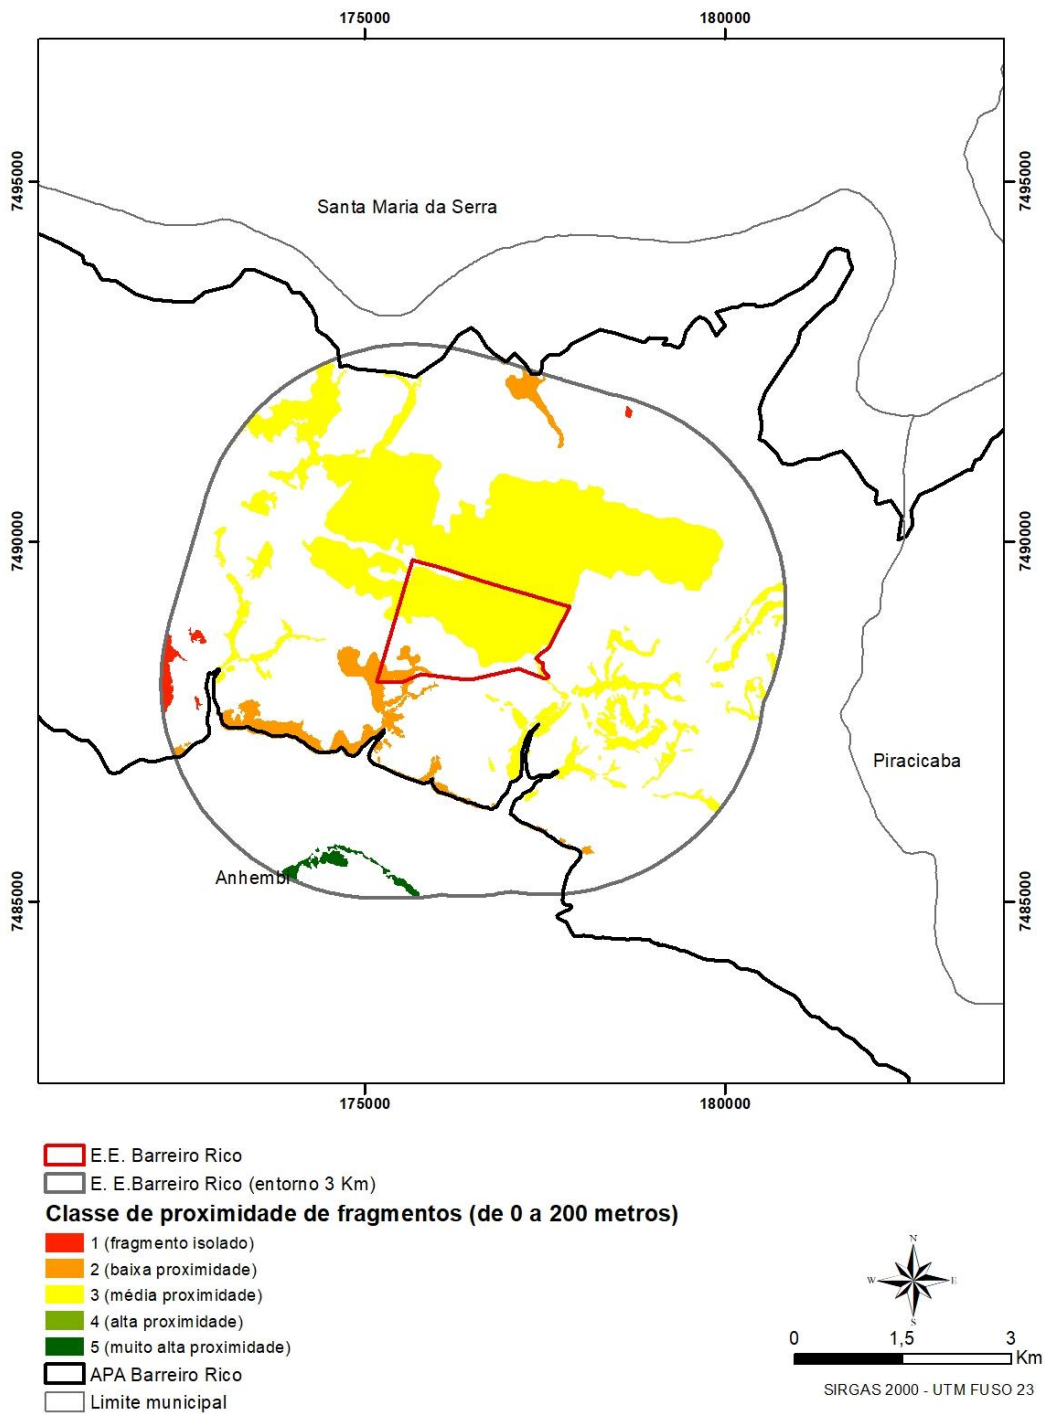 175000
180000
7495000
7495000
Santa Maria da Serra
7490000
7490000
Piracicaba
Anhembi
7485000
7485000
175000
180000
E.E. Barreiro Rico
E. E.Barreiro Rico (entorno 3 Km)
Classe de proximidade de fragmentos (de 0 a 200 metros)
1 (fragmento isolado)
2 (baixa proximidade)
3 (média proximidade)
4 (alta proximidade)
5 (muito alta proximidade)
APA Barreiro Rico
Limite municipal
N
W
E
S
0
1,5
3
Km
SIRGAS 2000 - UTM FUSO 23